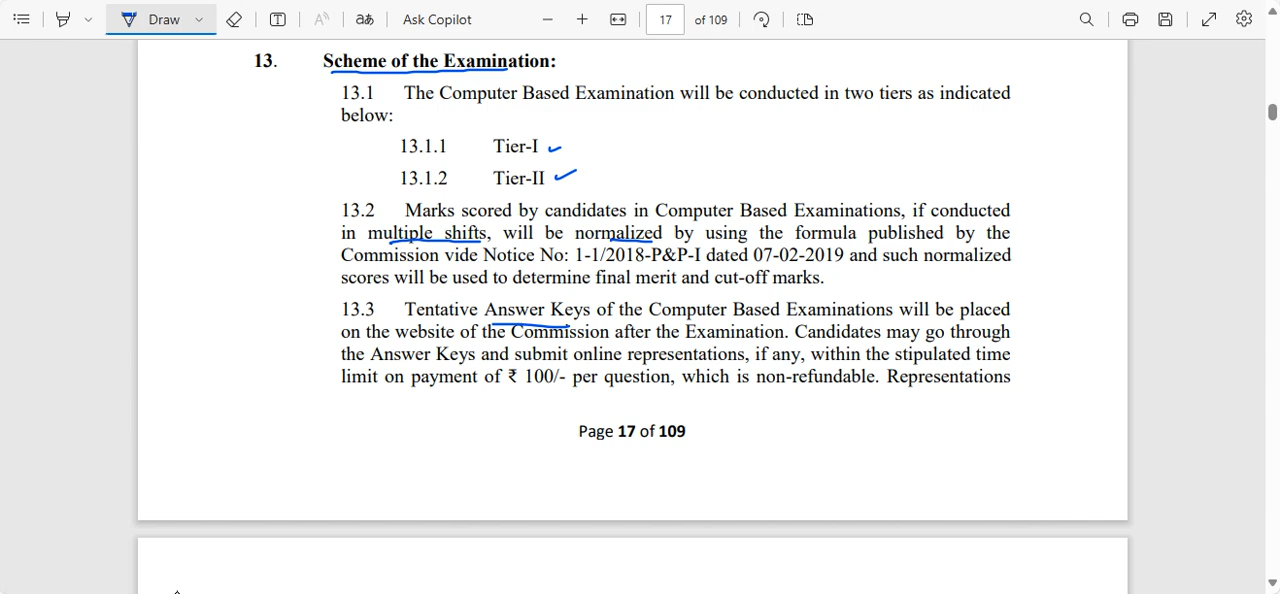 Draw
Ask Copilot
17 of 109
13. Scheme of the Examination:
13.1 The Computer Based Examination will be conducted in two tiers as indicated
below:
13.1.1 Tier-I
13.1.2 Tier-II
13.2 Marks scored by candidates in Computer Based Examinations, if conducted
in multiple shifts, will be normalized by using the formula published by the
Commission vide Notice No: 1-1/2018-P&P-I dated 07-02-2019 and such normalized
scores will be used to determine final merit and cut-off marks.
13.3 Tentative Answer Keys of the Computer Based Examinations will be placed
on the website of the Commission after the Examination. Candidates may go through
the Answer Keys and submit online representations, if any, within the stipulated time
limit on payment of ₹ 100/- per question, which is non-refundable. Representations
Page 17 of 109